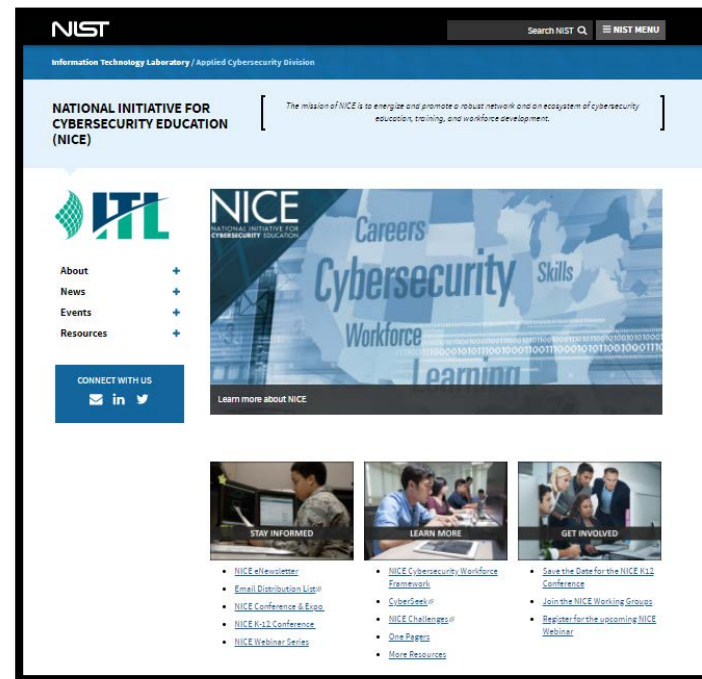 NIST
Search NIST
NIST MENU
Information Technology Laboratory / Applied Cybersecurity Division
NATIONAL INITIATIVE FOR
CYBERSECURITY EDUCATION
(NICE)
The mission of NICE is to energize and promote a robust network and an ecosystem of cybersecurity
education, training, and workforce development.
ITL
About +
News +
Events +
Resources +
CONNECT WITH US
in
NICE
NATIONAL INITIATIVE FOR
CYBERSECURITY EDUCATION
Careers
Cybersecurity
Skills
Workforce
Learning
Learn more about NICE
STAY INFORMED
NICE eNewsletter
Email Distribution List
NICE Conference & Expo
NICE K-12 Conference
NICE Webinar Series
LEARN MORE
NICE Cybersecurity Workforce
Framework
CyberSeek
NICE Challenges
One Pagers
More Resources
GET INVOLVED
Save the Date for the NICE K12
Conference
Join the NICE Working Groups
Register for the upcoming NICE
Webinar